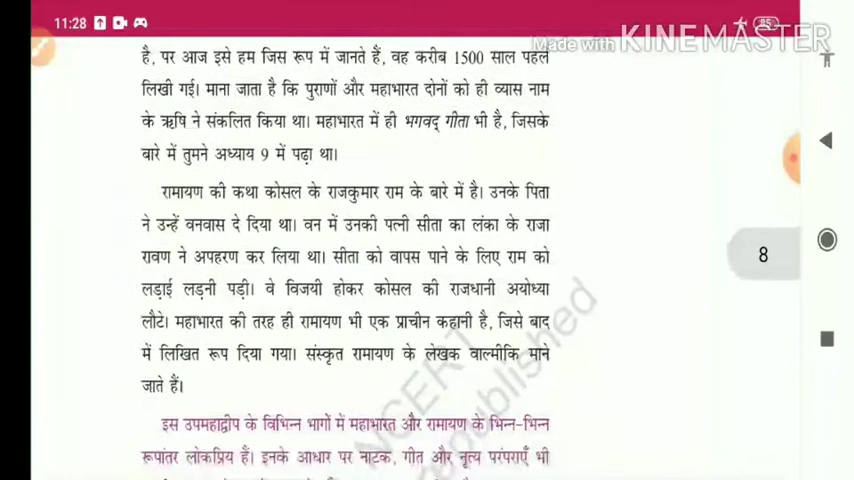 11:28
85
Made with KINEMASTER
है, पर आज इसे हम जिस रूप में जानते हैं, वह करीब 1500 साल पहले
लिखी गई। माना जाता है कि पुराणों और महाभारत दोनों को ही व्यास नाम
के ऋषि ने संकलित किया था। महाभारत में ही भगवद् गीता भी है, जिसके
बारे में तुमने अध्याय 9 में पढ़ा था।
रामायण की कथा कोसल के राजकुमार राम के बारे में है। उनके पिता
ने उन्हें वनवास दे दिया था। वन में उनकी पत्नी सीता का लंका के राजा
रावण ने अपहरण कर लिया था। सीता को वापस पाने के लिए राम को
लड़ाई लड़नी पड़ी। वे विजयी होकर कोसल की राजधानी अयोध्या
लौटे। महाभारत की तरह ही रामायण भी एक प्राचीन कहानी है, जिसे बाद
में लिखित रूप दिया गया। संस्कृत रामायण के लेखक वाल्मीकि माने
जाते हैं।
इस उपमहाद्वीप के विभिन्न भागों में महाभारत और रामायण के भिन्न-भिन्न
रूपांतर लोकप्रिय हैं। इनके आधार पर नाटक, गीत और नृत्य परंपराएँ भी
8
NCERT
republished